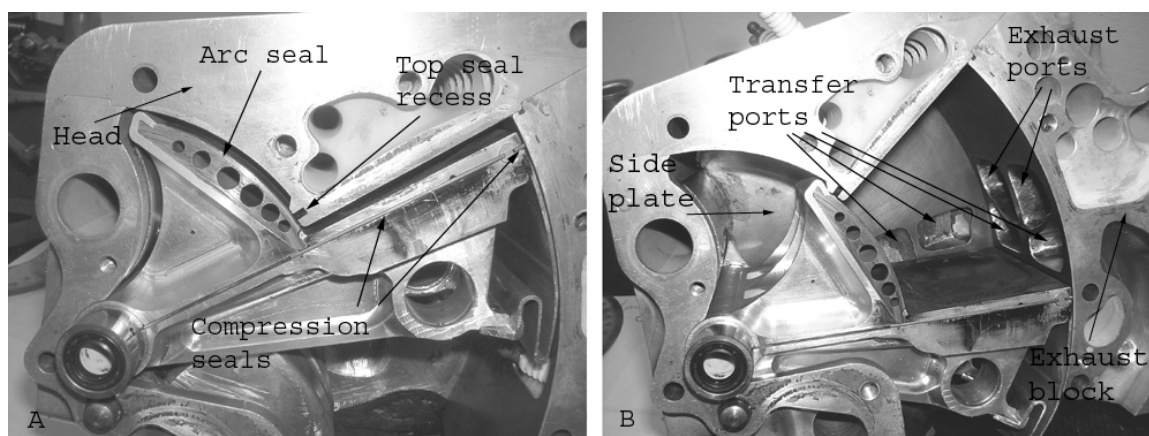 Arc seal
Top seal
recess
Head
Compression
seals
A
Exhaust
ports
Transfer
ports
Side
plate
Exhaust
block
B